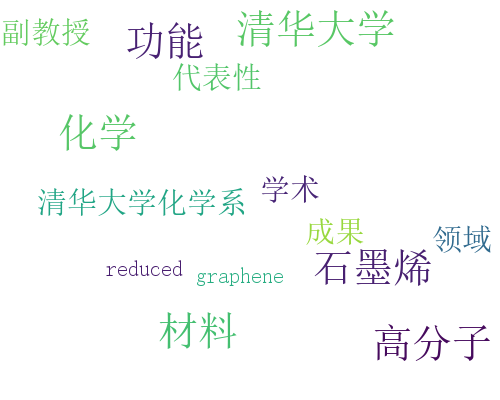 副教授
功能
清华大学
代表性
化学
清华大学化学系
学术
成果
领域
石墨烯
reduced
graphene
材料
高分子